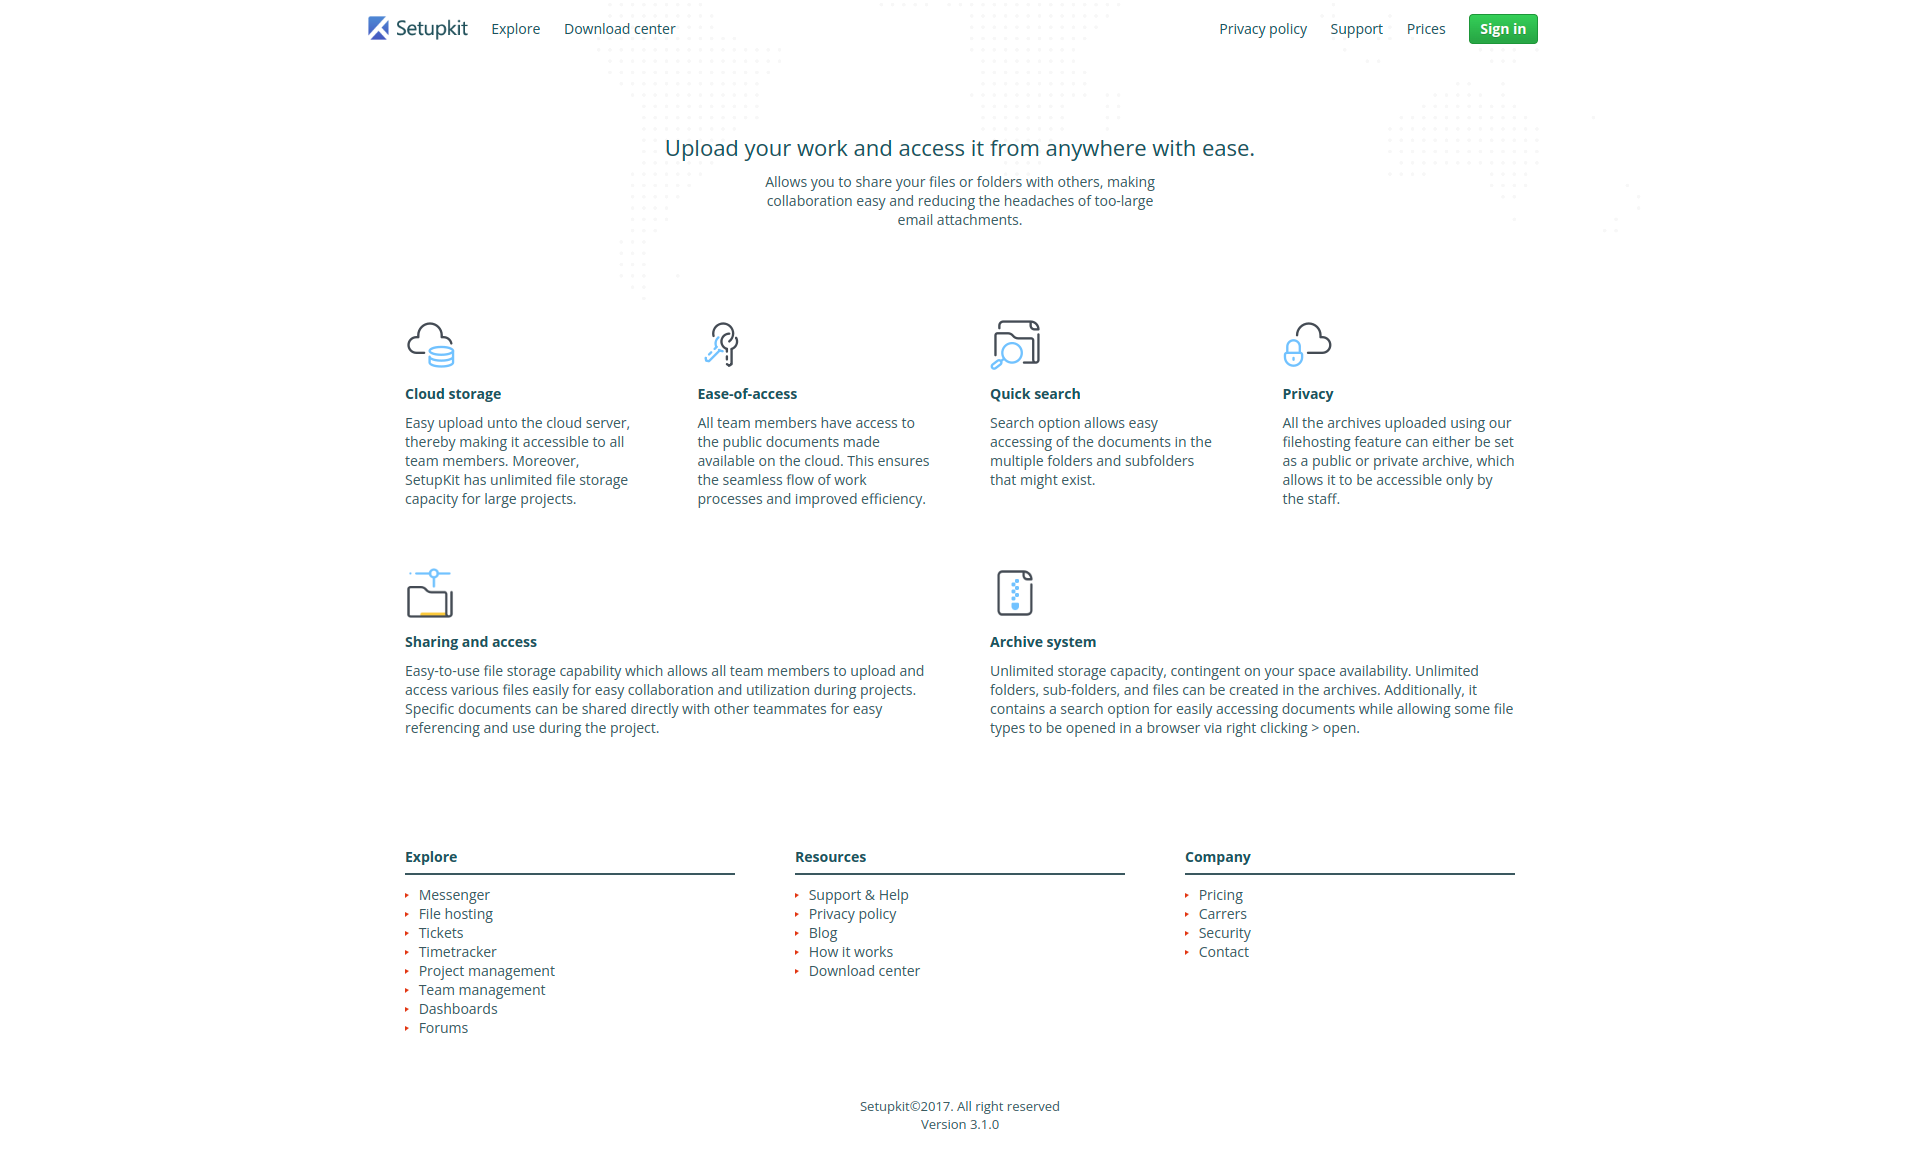 Setupkit Explore Download center Privacy policy Support Prices Sign in
Upload your work and access it from anywhere with ease.
Allows you to share your files or folders with others, making
collaboration easy and reducing the headaches of too-large
email attachments.
Cloud storage
Easy upload unto the cloud server,
thereby making it accessible to all
team members. Moreover,
SetupKit has unlimited file storage
capacity for large projects.
Ease-of-access
All team members have access to
the public documents made
available on the cloud. This ensures
the seamless flow of work
processes and improved efficiency.
Quick search
Search option allows easy
accessing of the documents in the
multiple folders and subfolders
that might exist.
Privacy
All the archives uploaded using our
filehosting feature can either be set
as a public or private archive, which
allows it to be accessible only by
the staff.
Sharing and access
Easy-to-use file storage capability which allows all team members to upload and
access various files easily for easy collaboration and utilization during projects.
Specific documents can be shared directly with other teammates for easy
referencing and use during the project.
Archive system
Unlimited storage capacity, contingent on your space availability. Unlimited
folders, sub-folders, and files can be created in the archives. Additionally, it
contains a search option for easily accessing documents while allowing some file
types to be opened in a browser via right clicking > open.
Explore
Messenger
File hosting
Tickets
Timetracker
Project management
Team management
Dashboards
Forums
Resources
Support & Help
Privacy policy
Blog
How it works
Download center
Company
Pricing
Carrers
Security
Contact
Setupkit©2017. All right reserved
Version 3.1.0